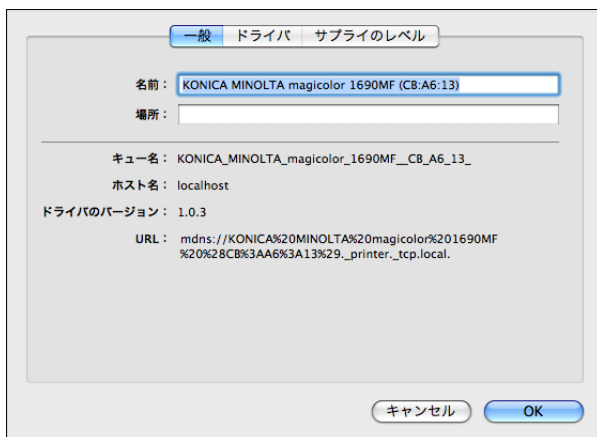 一般 ドライバ サプライのレベル
名前： KONICA MINOLTA magicolor 1690MF (CB:A6:13)
場所：
キュー名： KONICA_MINOLTA_magicolor_1690MF__CB_A6_13_
ホスト名： localhost
ドライバのバージョン： 1.0.3
URL： mdns://KONICA%20MINOLTA%20magicolor%201690MF
%20%28CB%3AA6%3A13%29._printer._tcp.local.
キャンセル OK